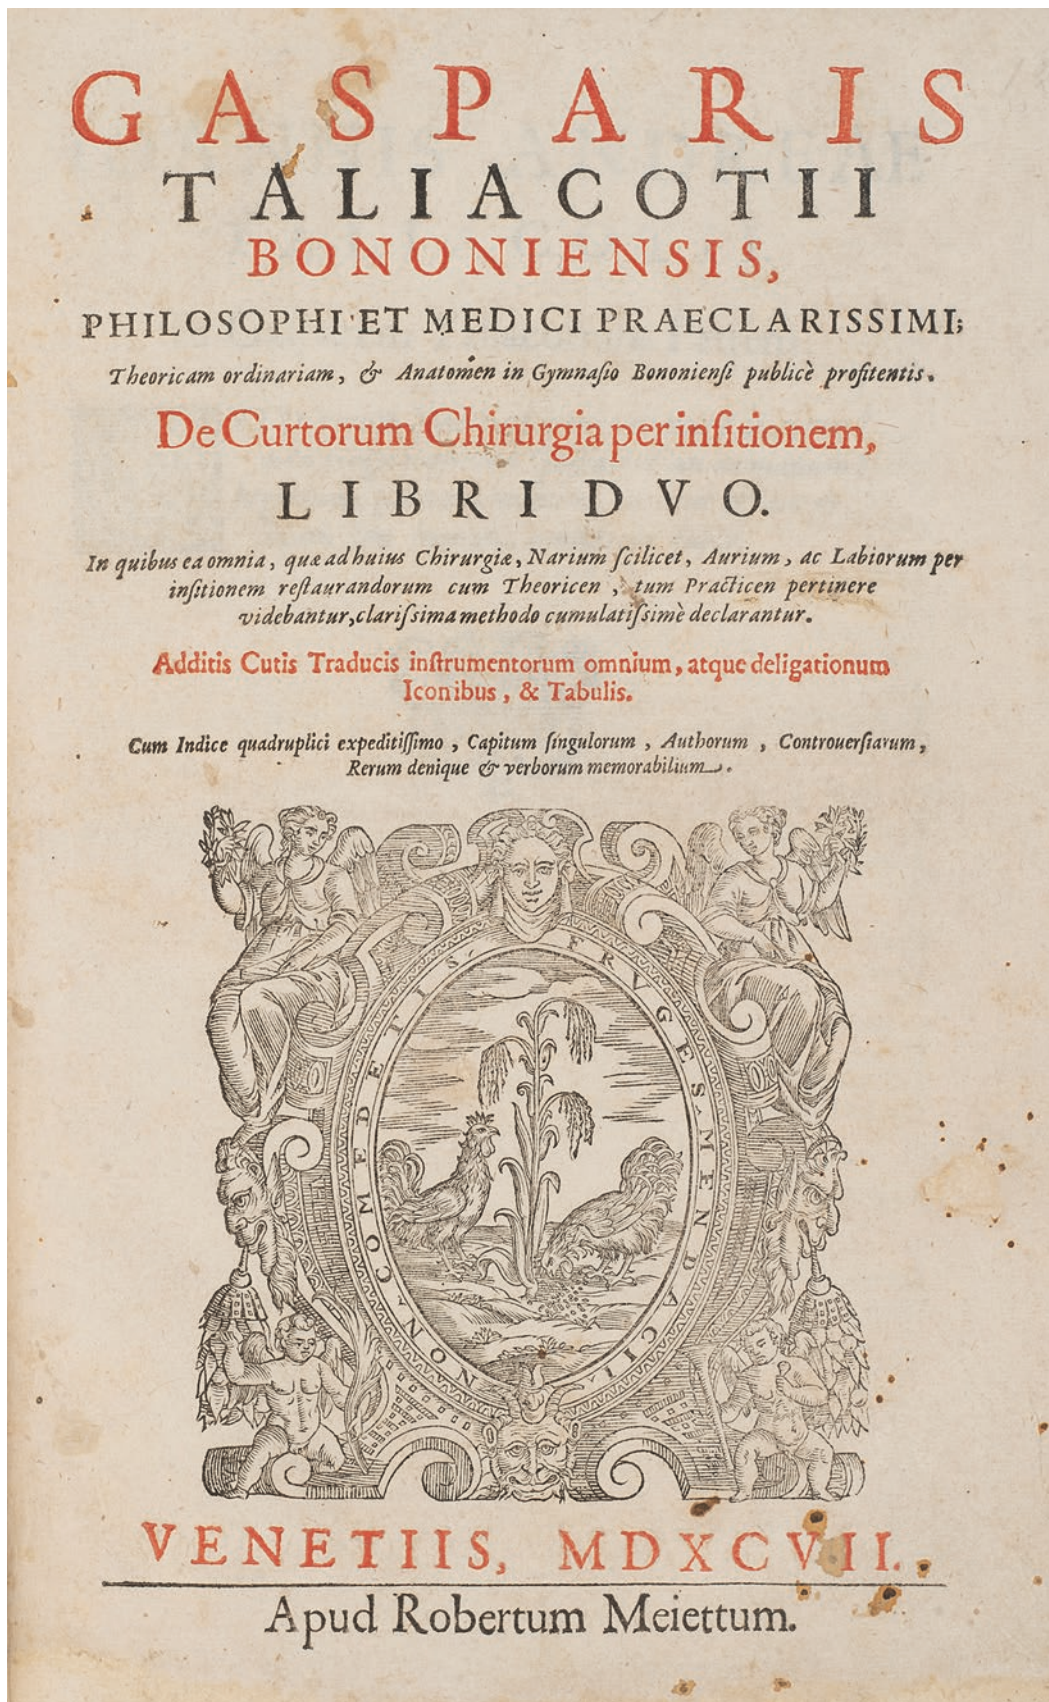 GASPARIS
TALIACOTII
BONONIENSIS,
PHILOSOPHI ET MEDICI PRAECLARISSIMI;
Theoricam ordinariam, & Anatomen in Gymnaſio Bononienſi publicè profitentis.
De Curtorum Chirurgia per inſitionem,
LIBRI DVO.
In quibus ea omnia, quæ ad huius Chirurgiæ, Narium ſcilicet, Aurium, ac Labiorum per
inſitionem reſtaurandorum cum Theoricen, tum Practicen pertinere
videbantur, clariſsima methodo cumulatiſsimè declarantur.
Additis Cutis Traducis inſtrumentorum omnium, atque deligationum
Iconibus, & Tabulis.
Cum Indice quadruplici expeditiſſimo, Capitum ſingulorum, Authorum, Controuerſiarum,
Rerum denique & verborum memorabilium.
NON-COMEDETIS-FRVGES-MENDACII.
VENETIIS, MDXCVII.
Apud Robertum Meiettum.